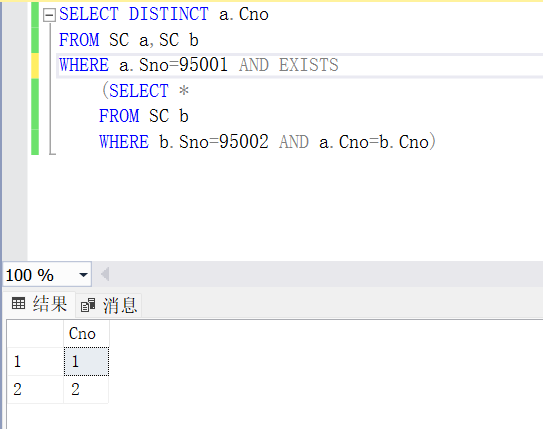 SELECT DISTINCT a.Cno
FROM SC a,SC b
WHERE a.Sno=95001 AND EXISTS
(SELECT *
FROM SC b
WHERE b.Sno=95002 AND a.Cno=b.Cno)
100 %
结果 消息
Cno
1 1
2 2